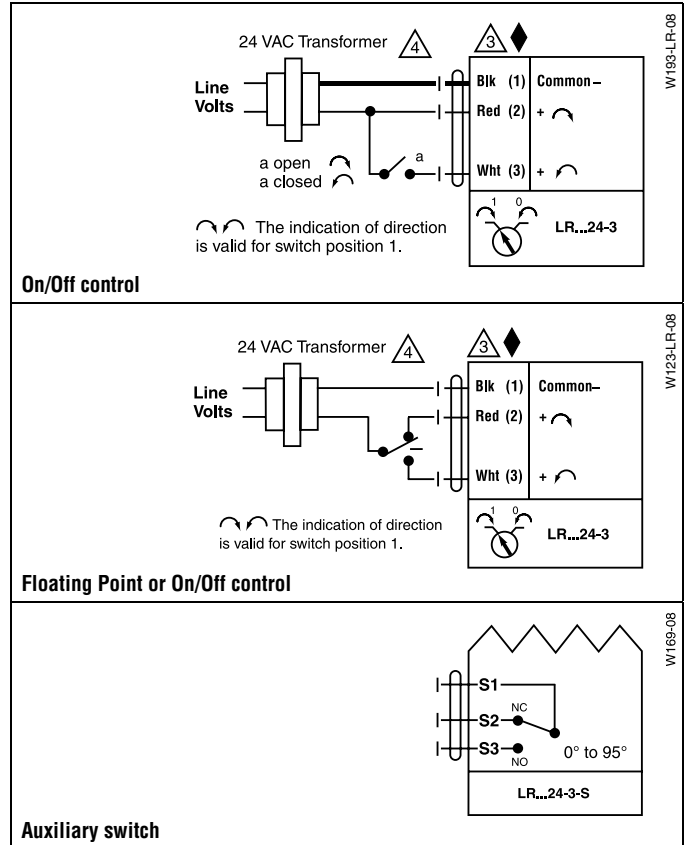 24 VAC Transformer
4
3
Line
Volts
Blk (1) Common –
Red (2) +
a
a open
a closed
Wht (3) +
The indication of direction
is valid for switch position 1.
1 0
LR...24-3
On/Off control
W193-LR-08
24 VAC Transformer
4
3
Line
Volts
Blk (1) Common–
Red (2) +
Wht (3) +
The indication of direction
is valid for switch position 1.
1 0
LR...24-3
Floating Point or On/Off control
W123-LR-08
S1
S2 NC
S3 NO
0° to 95°
LR...24-3-S
Auxiliary switch
W169-08